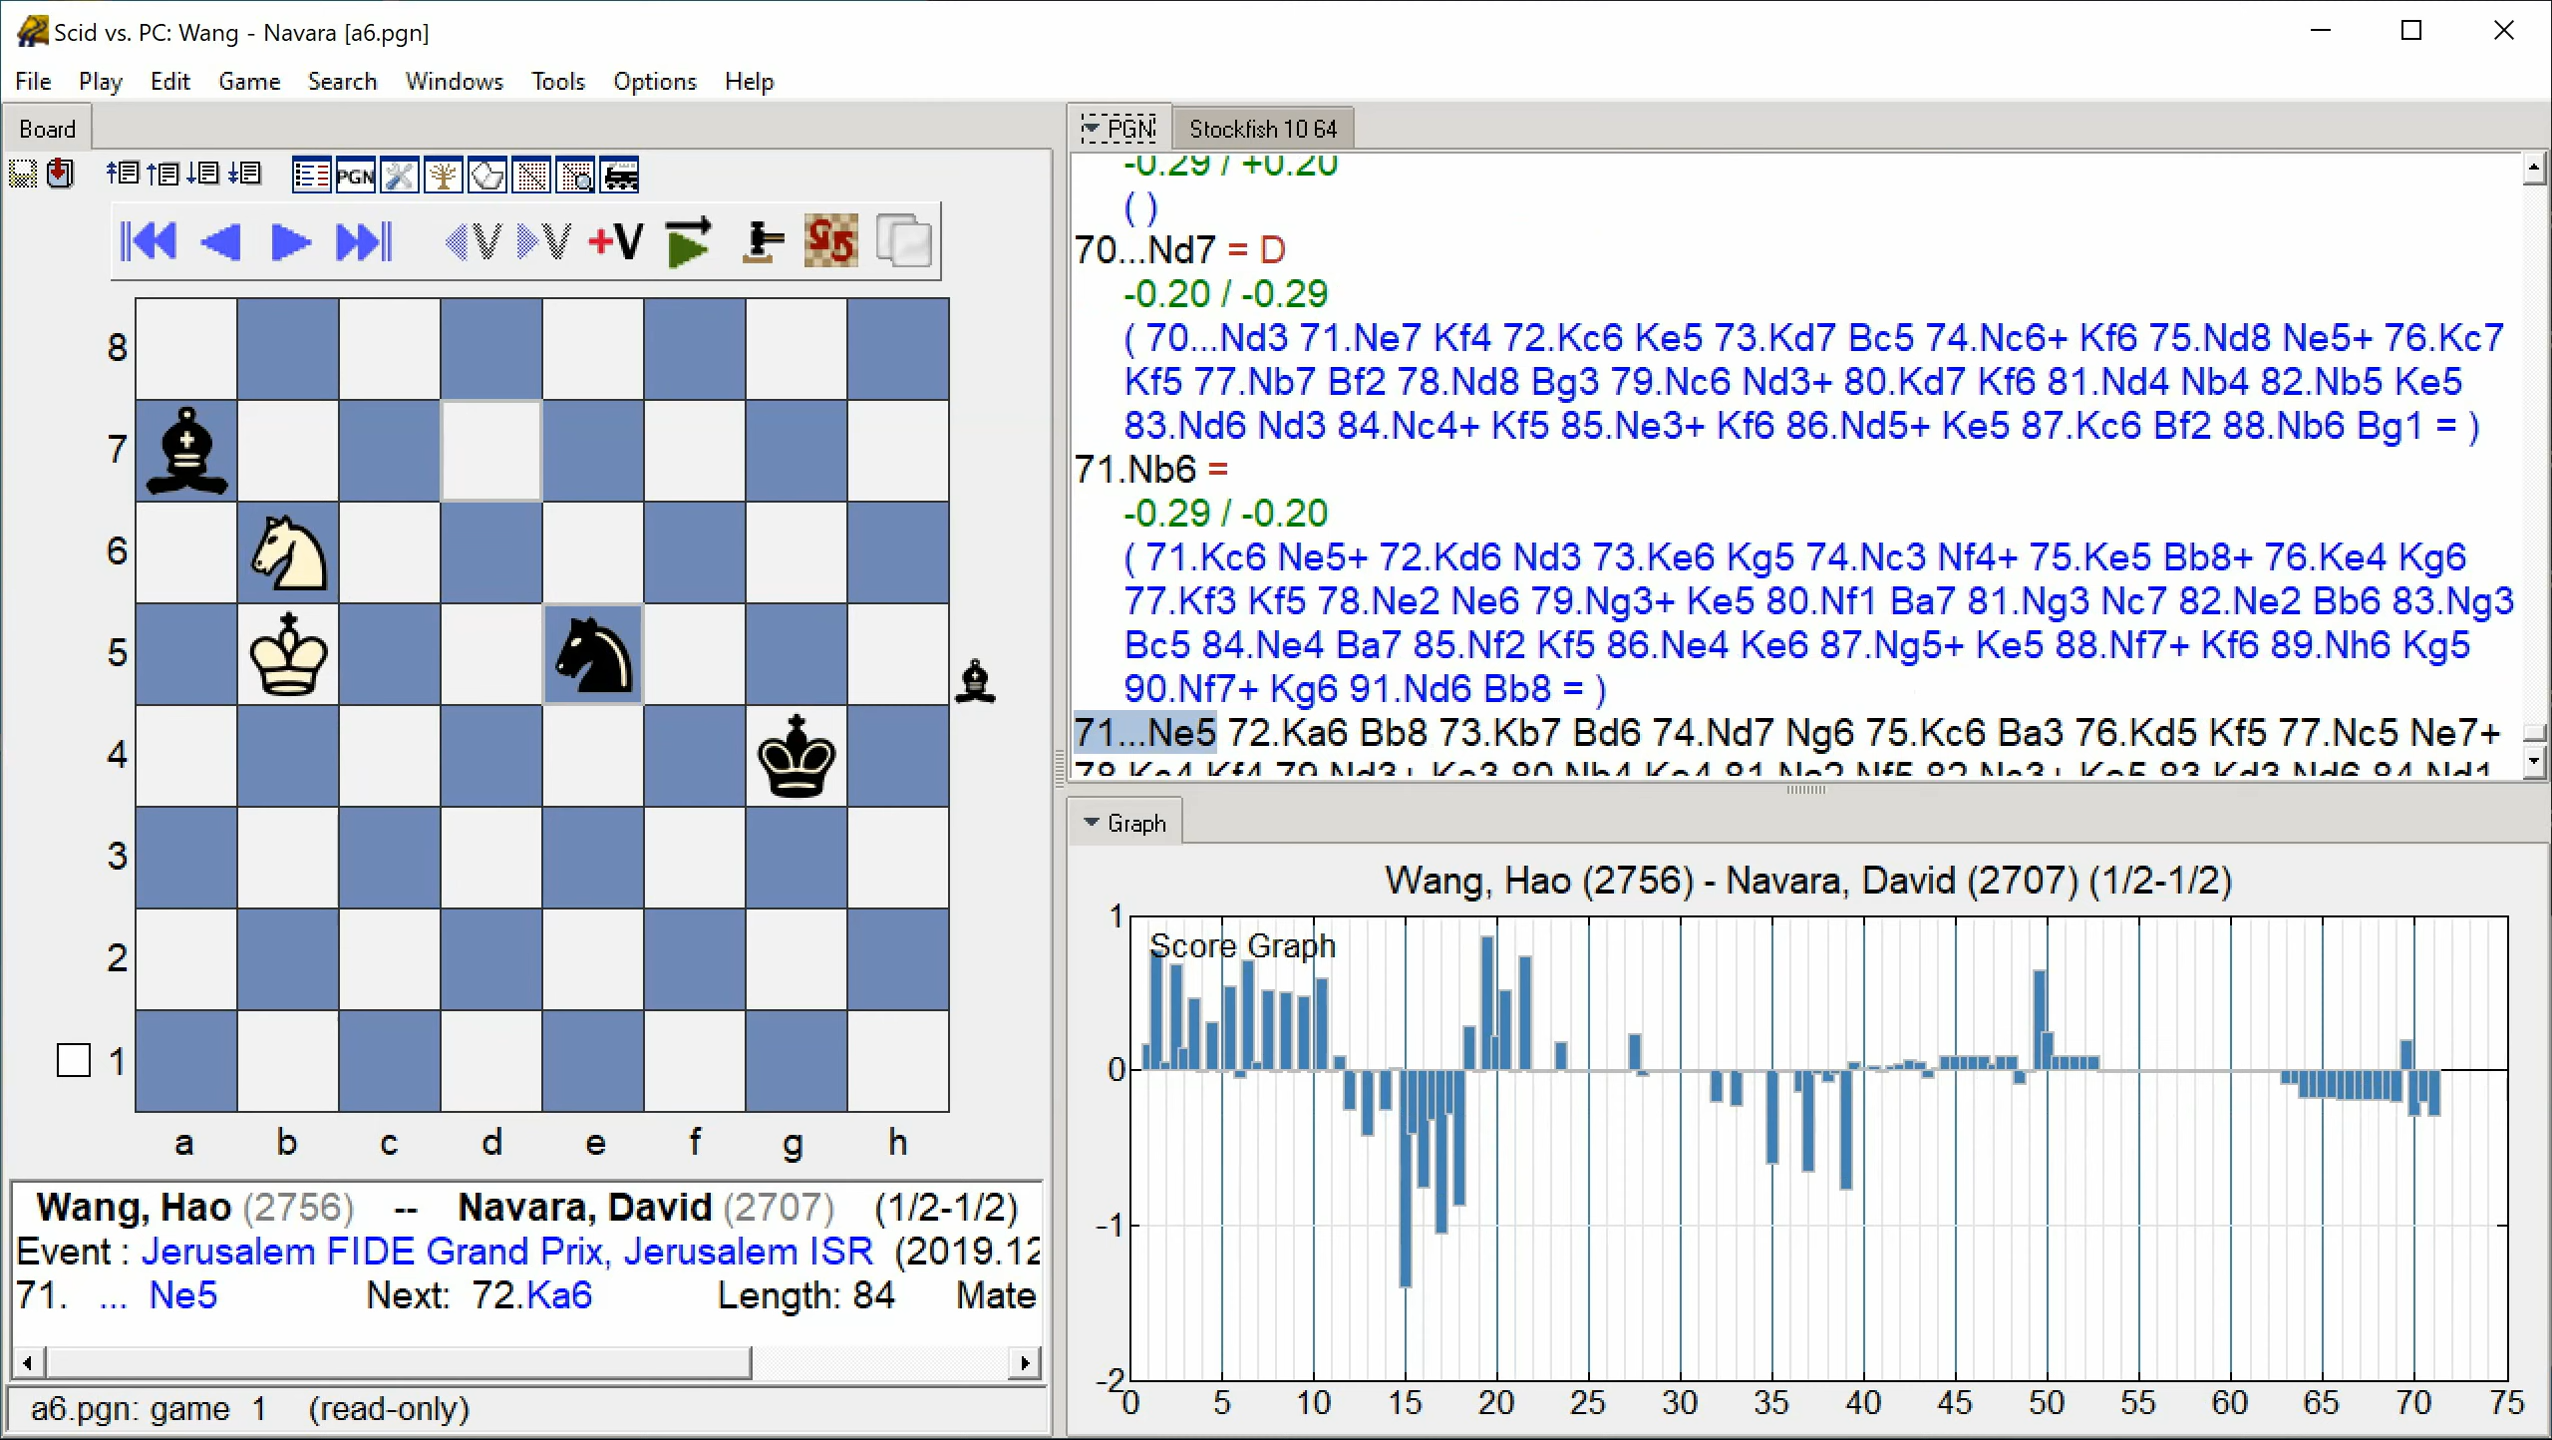 Scid vs. PC: Wang - Navara [a6.pgn]
File Play Edit Game Search Windows Tools Options Help
Board
PGN
+V
8
7
6
5
4
3
2
1
a b c d e f g h
Wang, Hao (2756) -- Navara, David (2707) (1/2-1/2)
Event : Jerusalem FIDE Grand Prix, Jerusalem ISR (2019.12
71. ... Ne5 Next: 72.Ka6 Length: 84 Mate
a6.pgn: game 1 (read-only)
PGN Stockfish 10 64
-0.29 / +0.20
( )
70...Nd7 = D
-0.20 / -0.29
( 70...Nd3 71.Ne7 Kf4 72.Kc6 Ke5 73.Kd7 Bc5 74.Nc6+ Kf6 75.Nd8 Ne5+ 76.Kc7
Kf5 77.Nb7 Bf2 78.Nd8 Bg3 79.Nc6 Nd3+ 80.Kd7 Kf6 81.Nd4 Nb4 82.Nb5 Ke5
83.Nd6 Nd3 84.Nc4+ Kf5 85.Ne3+ Kf6 86.Nd5+ Ke5 87.Kc6 Bf2 88.Nb6 Bg1 = )
71.Nb6 =
-0.29 / -0.20
( 71.Kc6 Ne5+ 72.Kd6 Nd3 73.Ke6 Kg5 74.Nc3 Nf4+ 75.Ke5 Bb8+ 76.Ke4 Kg6
77.Kf3 Kf5 78.Ne2 Ne6 79.Ng3+ Ke5 80.Nf1 Ba7 81.Ng3 Nc7 82.Ne2 Bb6 83.Ng3
Bc5 84.Ne4 Ba7 85.Nf2 Kf5 86.Ne4 Ke6 87.Ng5+ Ke5 88.Nf7+ Kf6 89.Nh6 Kg5
90.Nf7+ Kg6 91.Nd6 Bb8 = )
71...Ne5 72.Ka6 Bb8 73.Kb7 Bd6 74.Nd7 Ng6 75.Kc6 Ba3 76.Kd5 Kf5 77.Nc5 Ne7+
Graph
Wang, Hao (2756) - Navara, David (2707) (1/2-1/2)
Score Graph
1
0
-1
-2
0 5 10 15 20 25 30 35 40 45 50 55 60 65 70 75